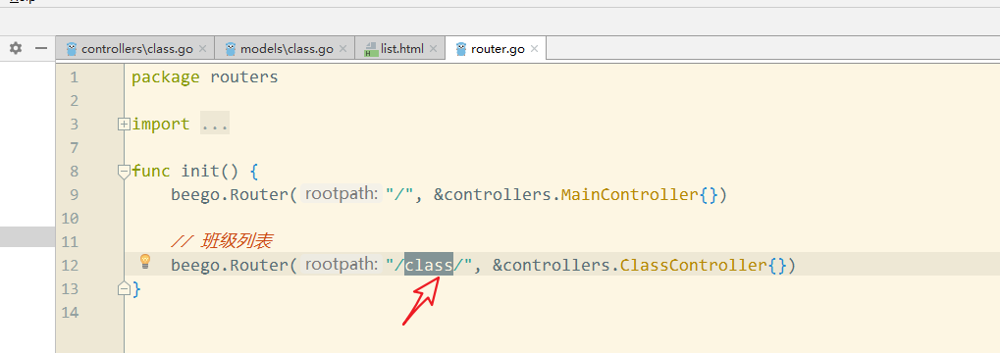 controllers\class.go
models\class.go
list.html
router.go
1 package routers
2
3 import ...
7
8 func init() {
9 beego.Router( rootpath: "/", &controllers.MainController{})
10
11 // 班级列表
12 beego.Router( rootpath: "/class/", &controllers.ClassController{})
13 }
14